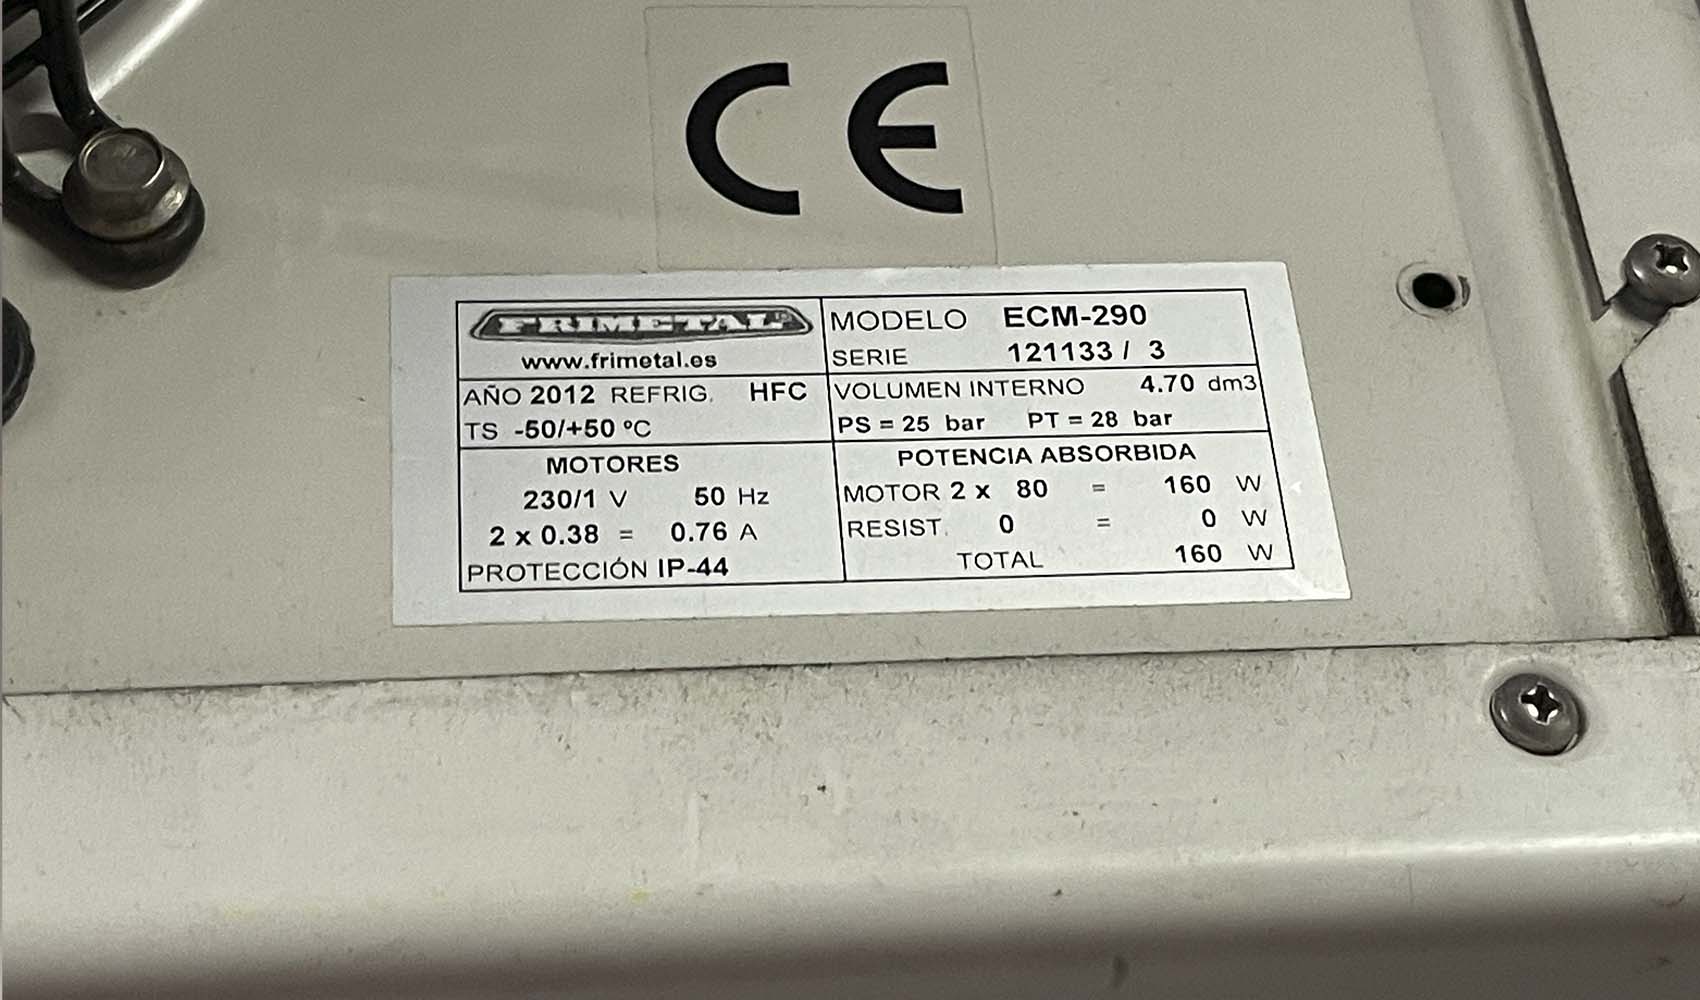 CE
FRIMETAL®
www.frimetal.es
MODELO ECM-290
SERIE 121133 / 3
AÑO 2012 REFRIG. HFC
TS -50/+50 ºC
VOLUMEN INTERNO 4.70 dm3
PS = 25 bar PT = 28 bar
MOTORES
230/1 V 50 Hz
2 x 0.38 = 0.76 A
PROTECCIÓN IP-44
POTENCIA ABSORBIDA
MOTOR 2 x 80 = 160 W
RESIST. 0 = 0 W
TOTAL 160 W